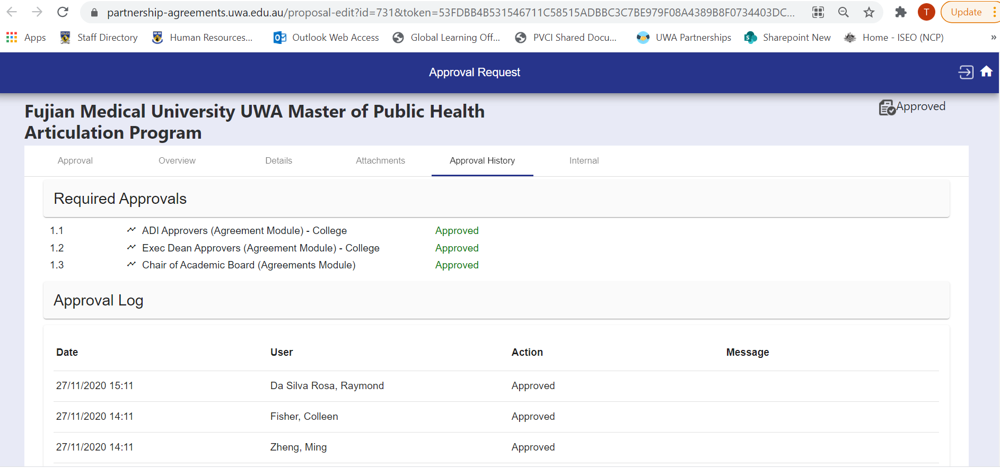 partnership-agreements.uwa.edu.au/proposal-edit?id=731&token=53FDBB4B531546711C58515ADBBC3C7BE979F08A4389B8F0734403DC...
T
Update
Apps
Staff Directory
Human Resources...
Outlook Web Access
Global Learning Off...
PVCI Shared Docu...
UWA Partnerships
Sharepoint New
Home - ISEO (NCP)
»
Approval Request
Fujian Medical University UWA Master of Public Health
Articulation Program
Approved
Approval
Overview
Details
Attachments
Approval History
Internal
Required Approvals
1.1 ADI Approvers (Agreement Module) - College Approved
1.2 Exec Dean Approvers (Agreement Module) - College Approved
1.3 Chair of Academic Board (Agreements Module) Approved
Approval Log
Date User Action Message
27/11/2020 15:11 Da Silva Rosa, Raymond Approved
27/11/2020 14:11 Fisher, Colleen Approved
27/11/2020 14:11 Zheng, Ming Approved